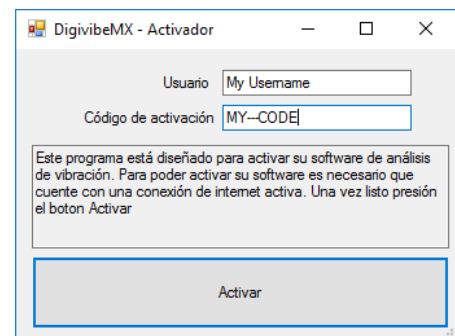 DigivibeMX - Activador
Usuario My Username
Código de activación MY---CODE
Este programa está diseñado para activar su software de análisis
de vibración. Para poder activar su software es necesario que
cuente con una conexión de internet activa. Una vez listo presión
el boton Activar
Activar